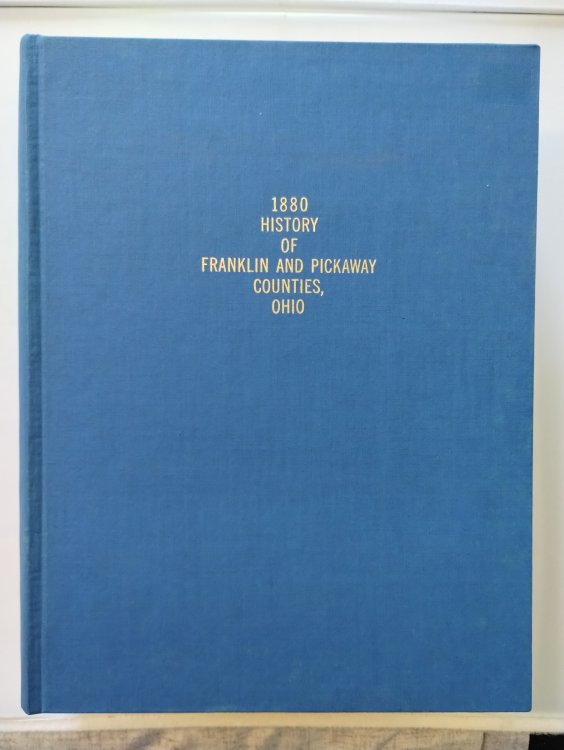 1880
HISTORY
OF
FRANKLIN AND PICKAWAY
COUNTIES,
OHIO